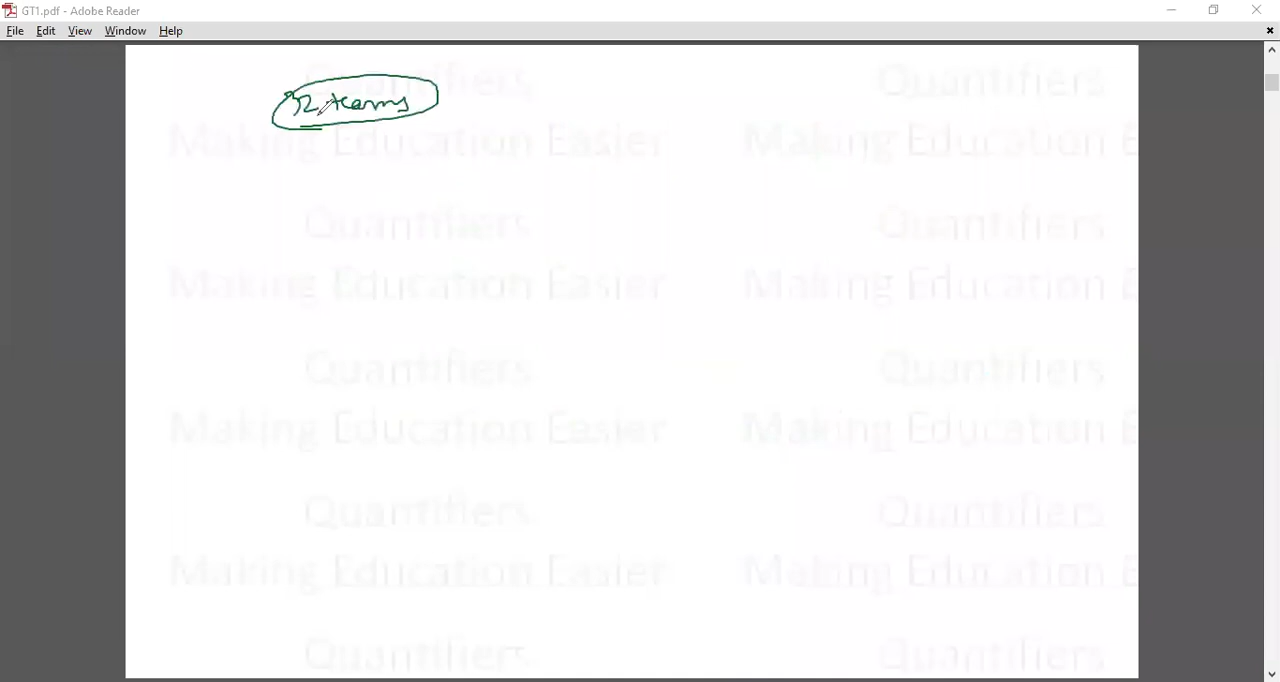 GT1.pdf - Adobe Reader
File Edit View Window Help
32 teams
Quantifiers Quantifiers
Making Education Easier Making Education E
Quantifiers Quantifiers
Making Education Easier Making Education E
Quantifiers Quantifiers
Making Education Easier Making Education E
Quantifiers Quantifiers
Making Education Easier Making Education E
Quantifiers Quantifiers